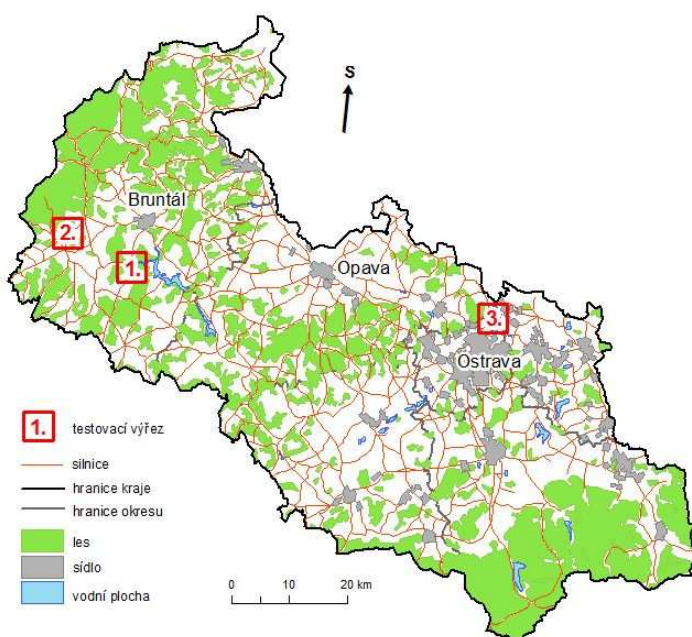 S
Bruntál
2.
1.
Opava
3.
Ostrava
1. testovací výřez
silnice
hranice kraje
hranice okresu
les
sídlo
vodní plocha
0 10 20 km